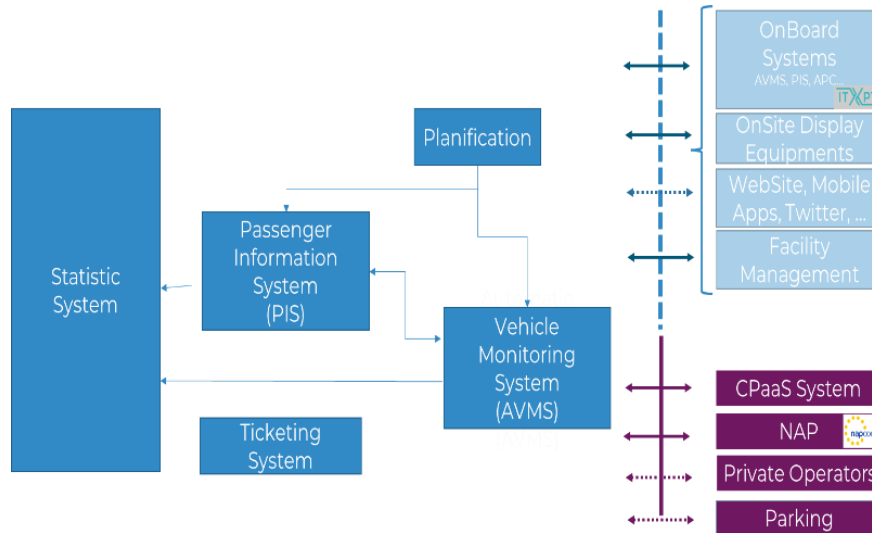 OnBoard
Systems
AVMS, PIS, APC...
ITXPT
OnSite Display
Equipments
WebSite, Mobile
Apps, Twitter, ...
Facility
Management
Planification
Passenger
Information
System
(PIS)
Statistic
System
Vehicle
Monitoring
System
(AVMS)
Ticketing
System
CPaaS System
NAP
Private Operators
Parking